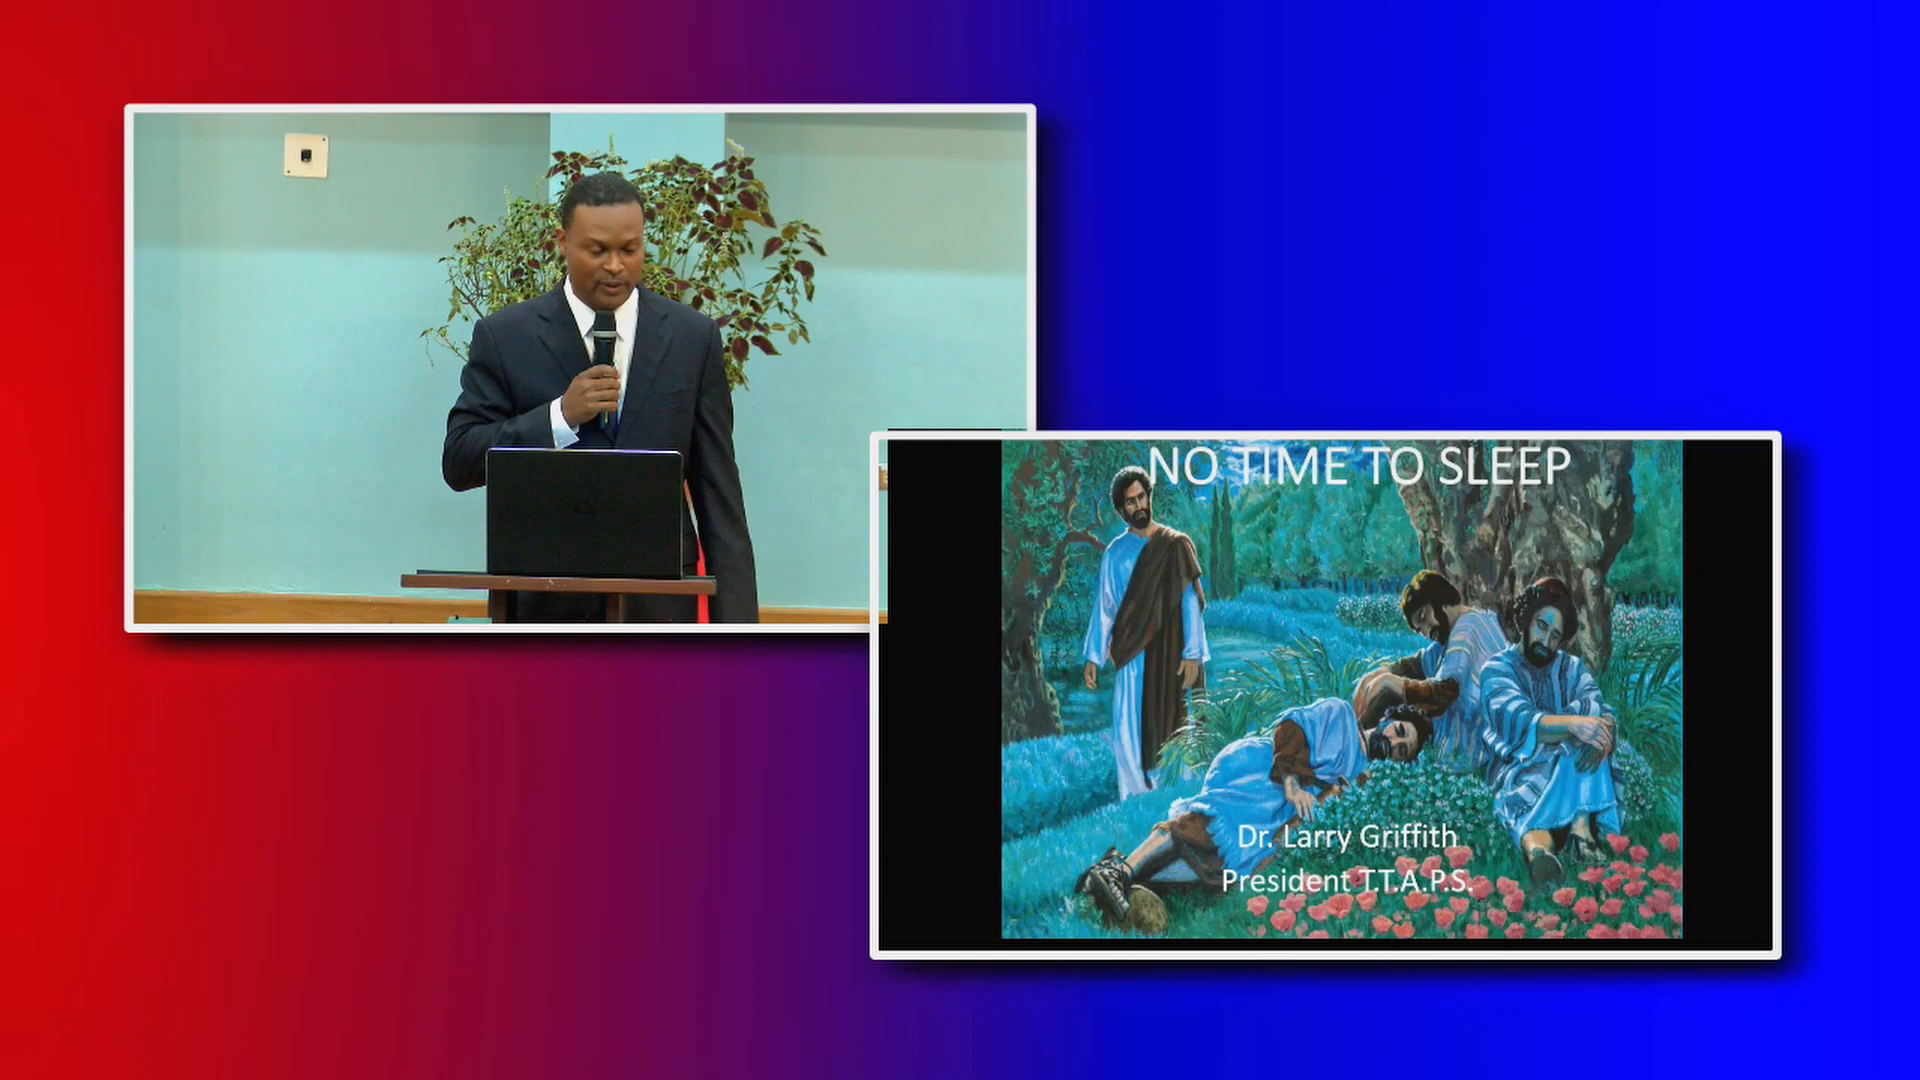 NO TIME TO SLEEP
Dr. Larry Griffith
President T.T.A.P.S.